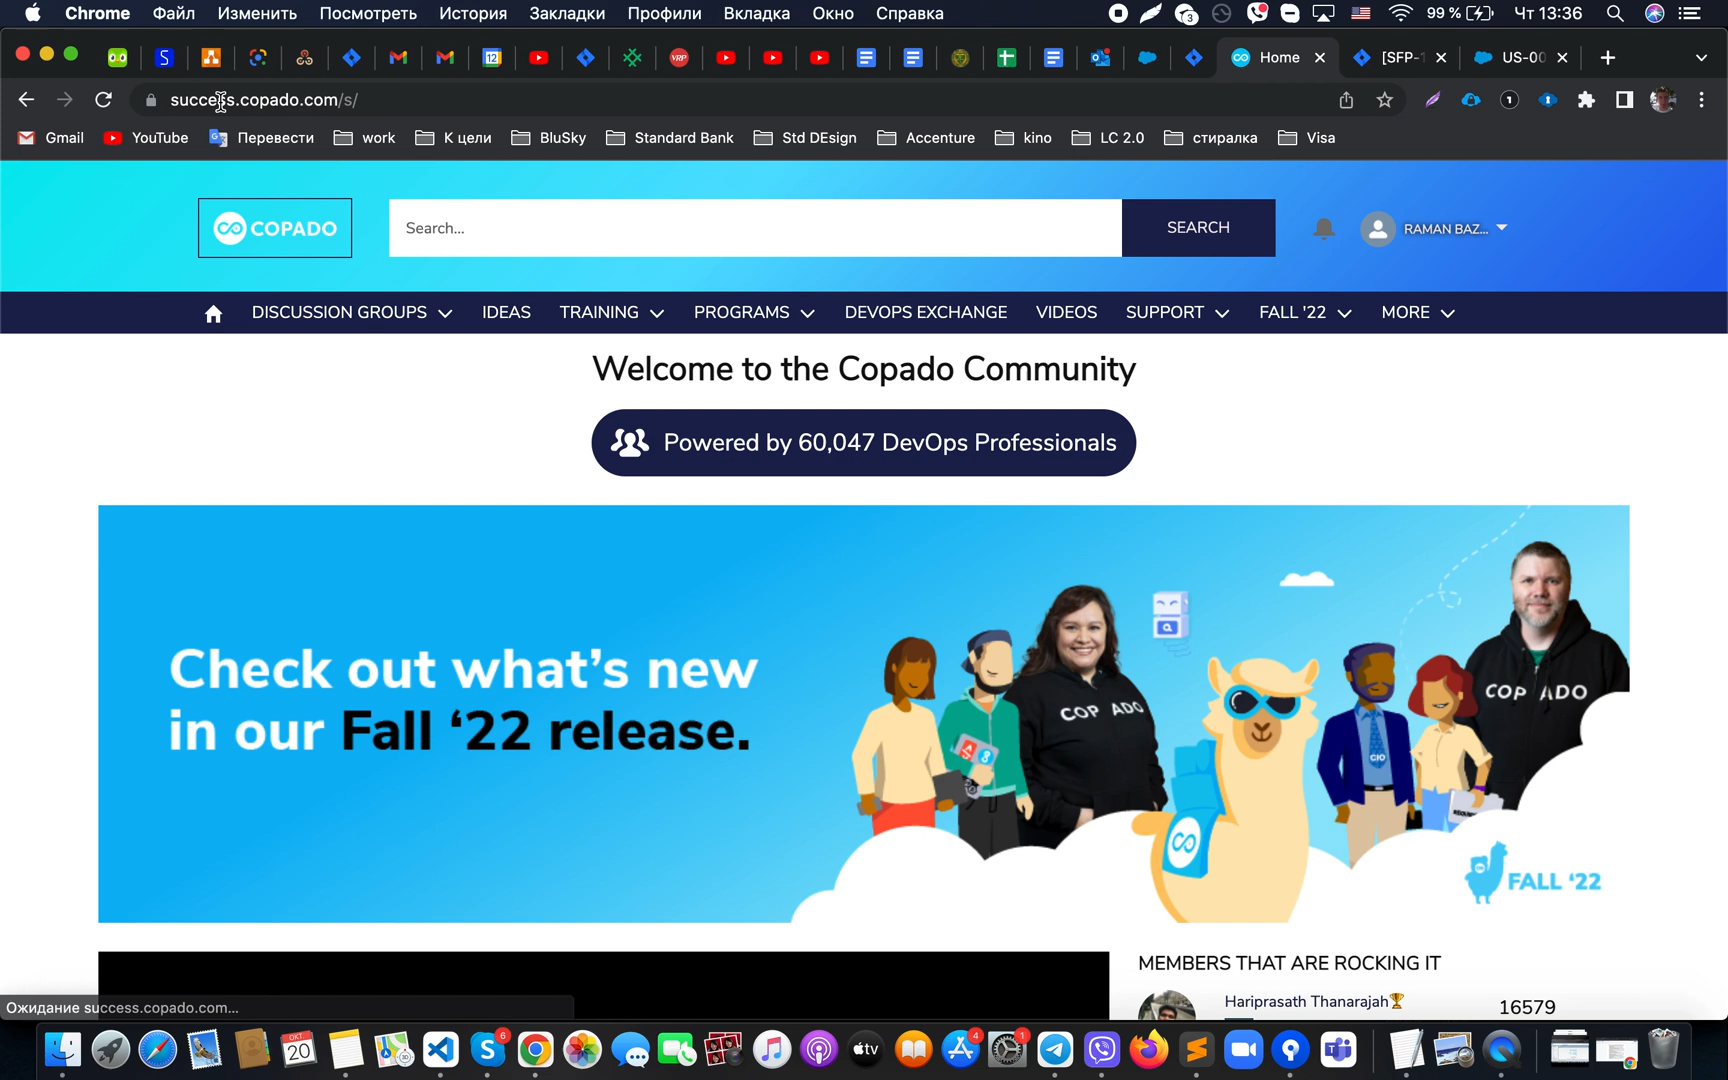 Chrome Файл Изменить Посмотреть История Закладки Профили Вкладка Окно Справка 99 % Чт 13:36
Home [SFP-1 US-00
success.copado.com/s/
Gmail YouTube Перевести work К цели BluSky Standard Bank Std DEsign Accenture kino LC 2.0 стиралка Visa
COPADO Search... SEARCH RAMAN BAZ...
DISCUSSION GROUPS IDEAS TRAINING PROGRAMS DEVOPS EXCHANGE VIDEOS SUPPORT FALL '22 MORE
Welcome to the Copado Community
Powered by 60,047 DevOps Professionals
Check out what's new
in our Fall ‘22 release.
COP ADO
COP ADO
CIO
FALL ‘22
MEMBERS THAT ARE ROCKING IT
Hariprasath Thanarajah 16579
Ожидание success.copado.com...
ОКТ.
20
tv